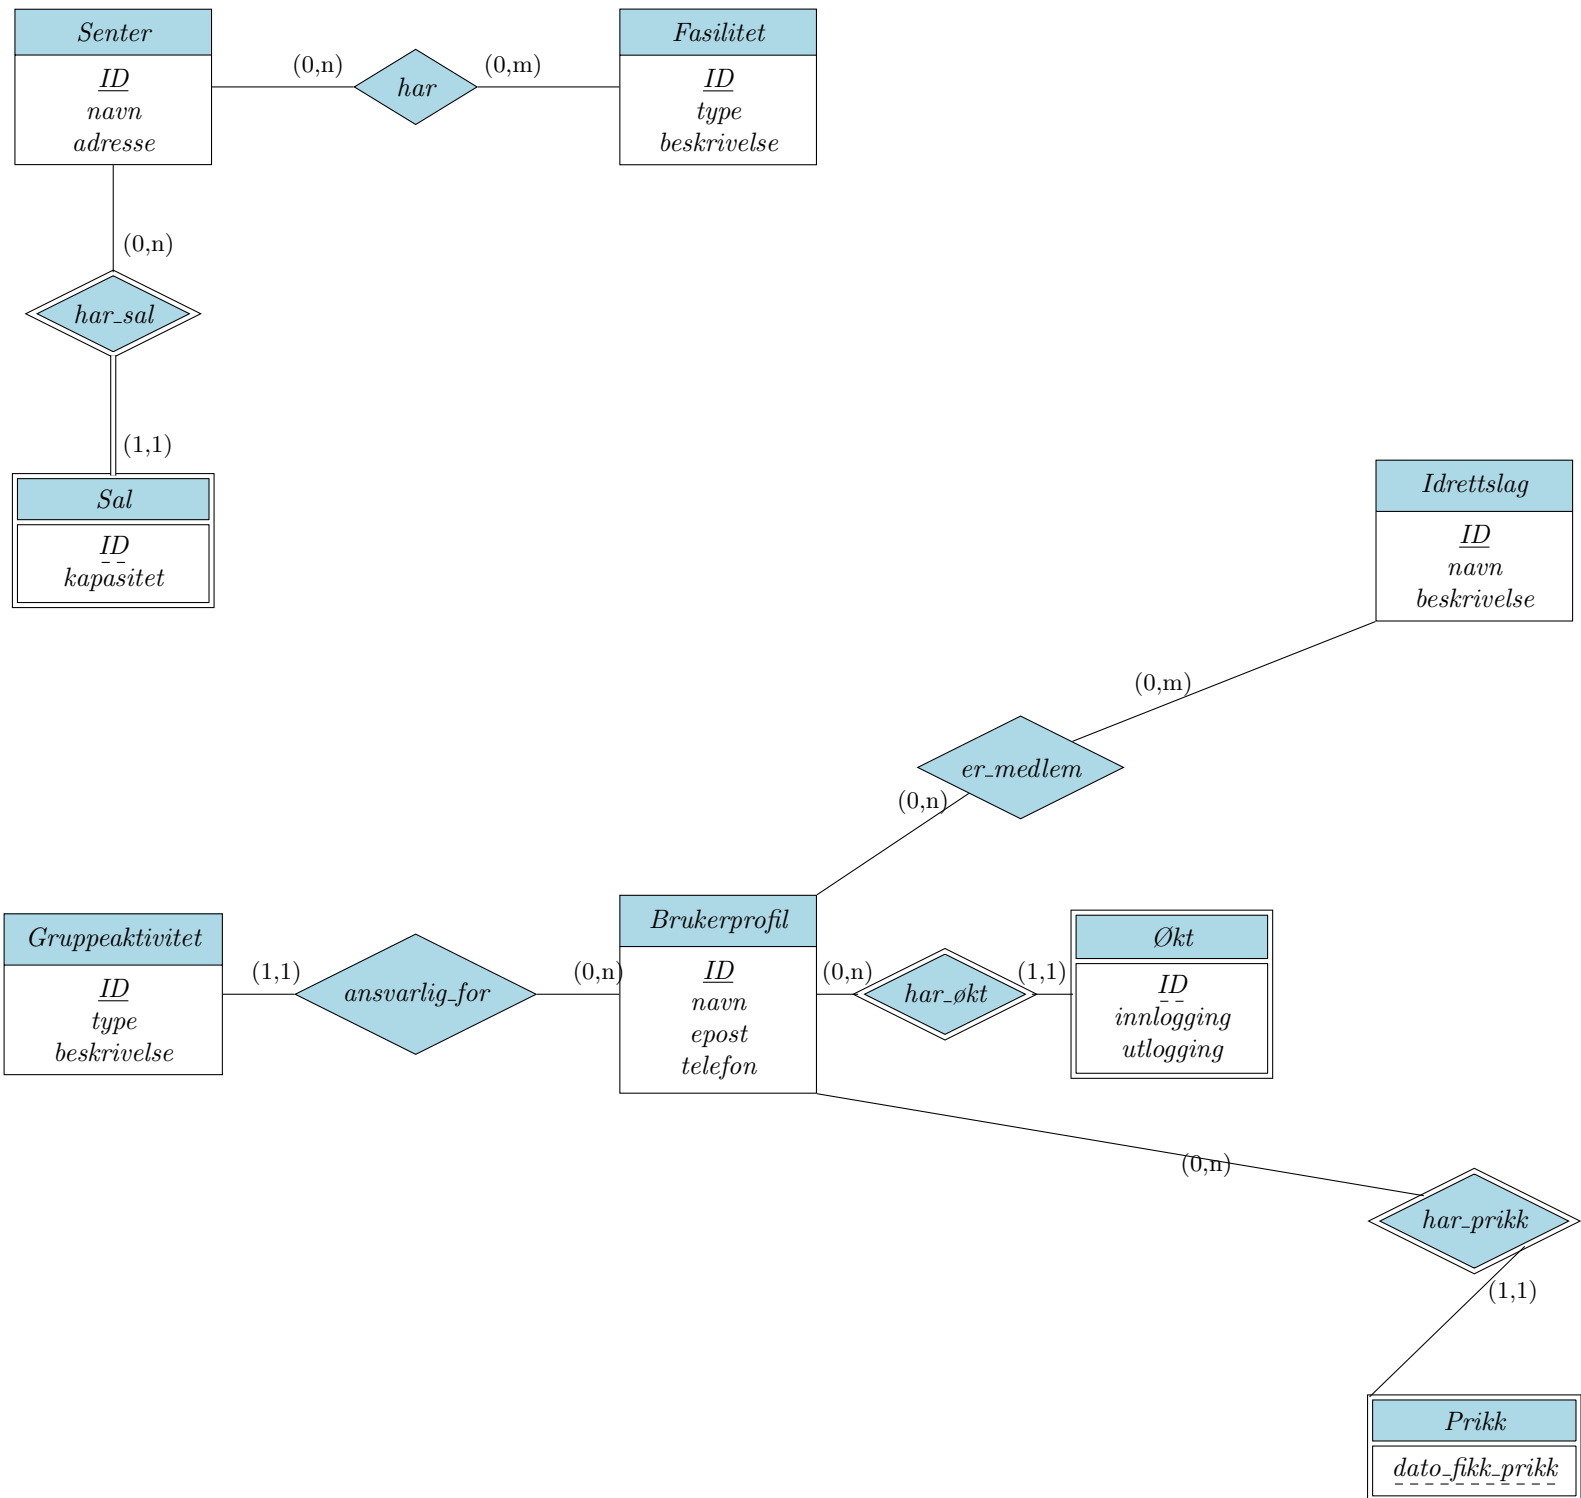 Senter
ID
navn
adresse
(0,n)
har
(0,m)
Fasilitet
ID
type
beskrivelse
(0,n)
har_sal
(1,1)
Sal
ID
kapasitet
Idrettslag
ID
navn
beskrivelse
(0,m)
er_medlem
(0,n)
Gruppeaktivitet
ID
type
beskrivelse
(1,1)
ansvarlig_for
(0,n)
Brukerprofil
ID
navn
epost
telefon
(0,n)
har_økt
(1,1)
Økt
ID
innlogging
utlogging
(0,n)
har_prikk
(1,1)
Prikk
dato_fikk_prikk